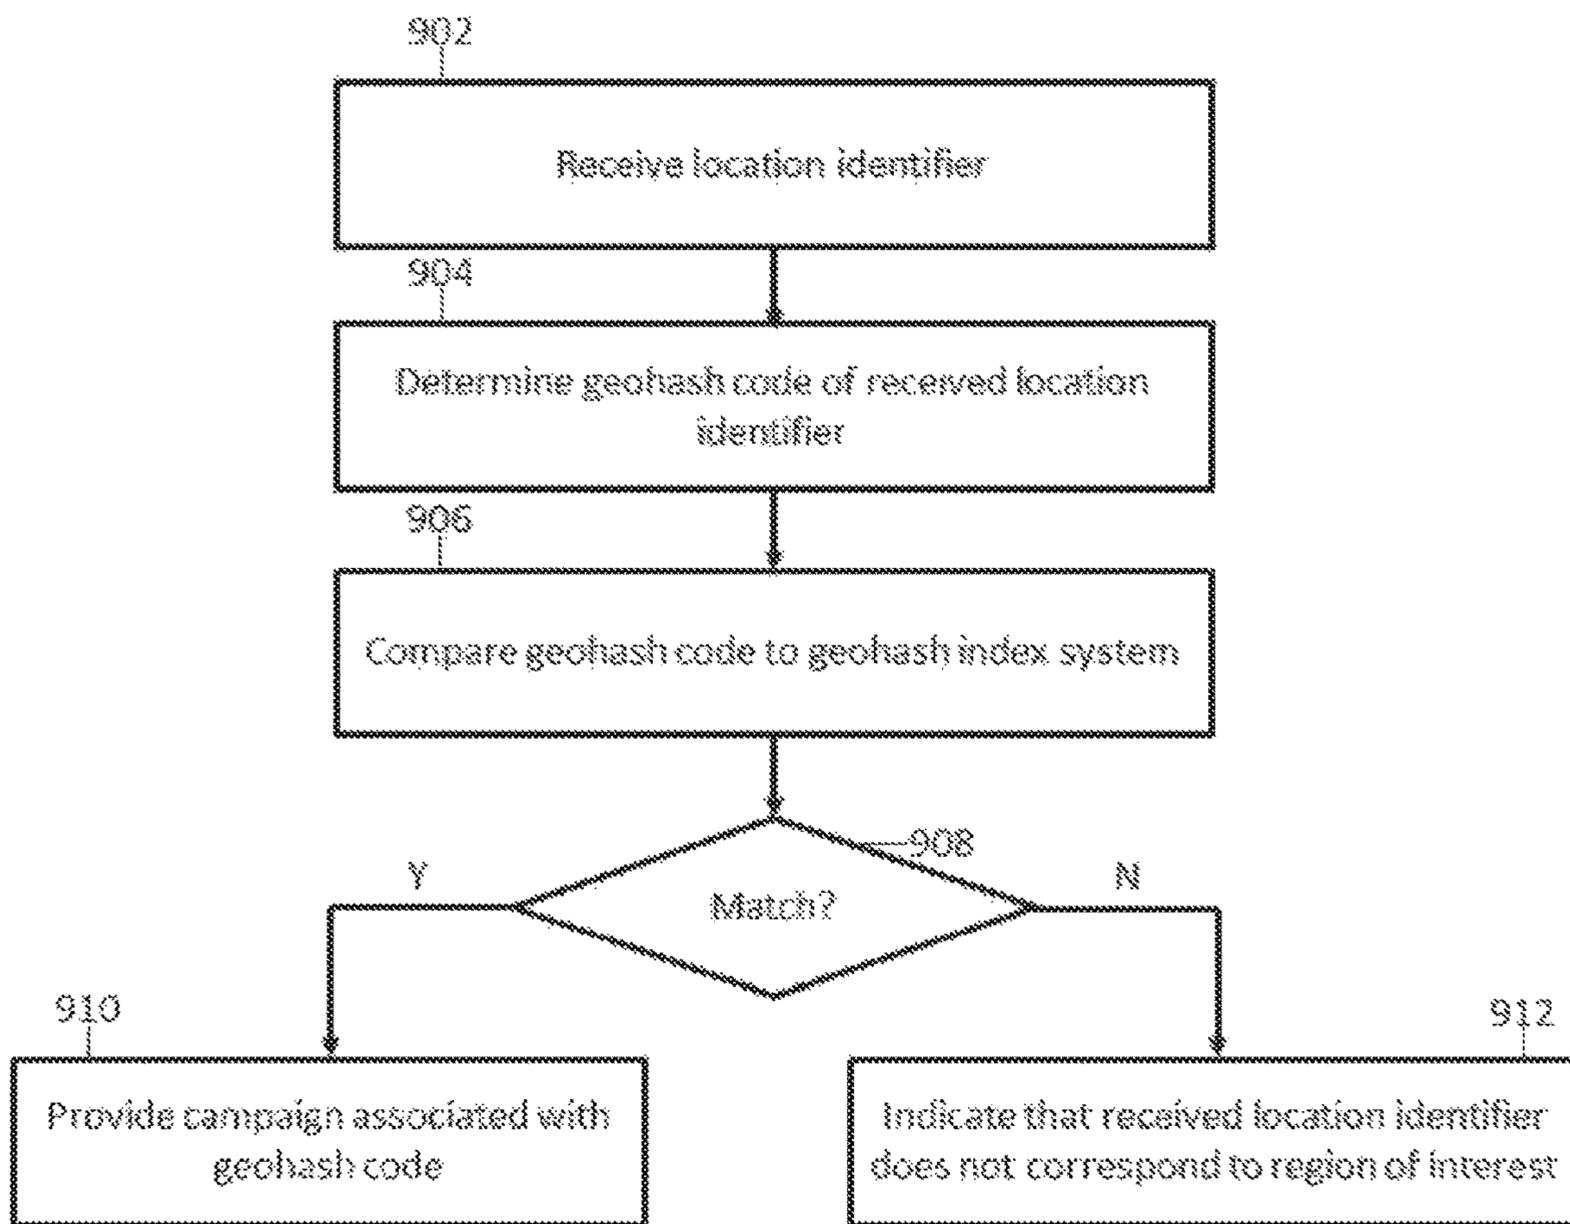 902
Receive location identifier
904
Determine geohash code of received location
identifier
906
Compare geohash code to geohash index system
908
Y
N
Match?
910
912
Provide campaign associated with
geohash code
Indicate that received location identifier
does not correspond to region of interest